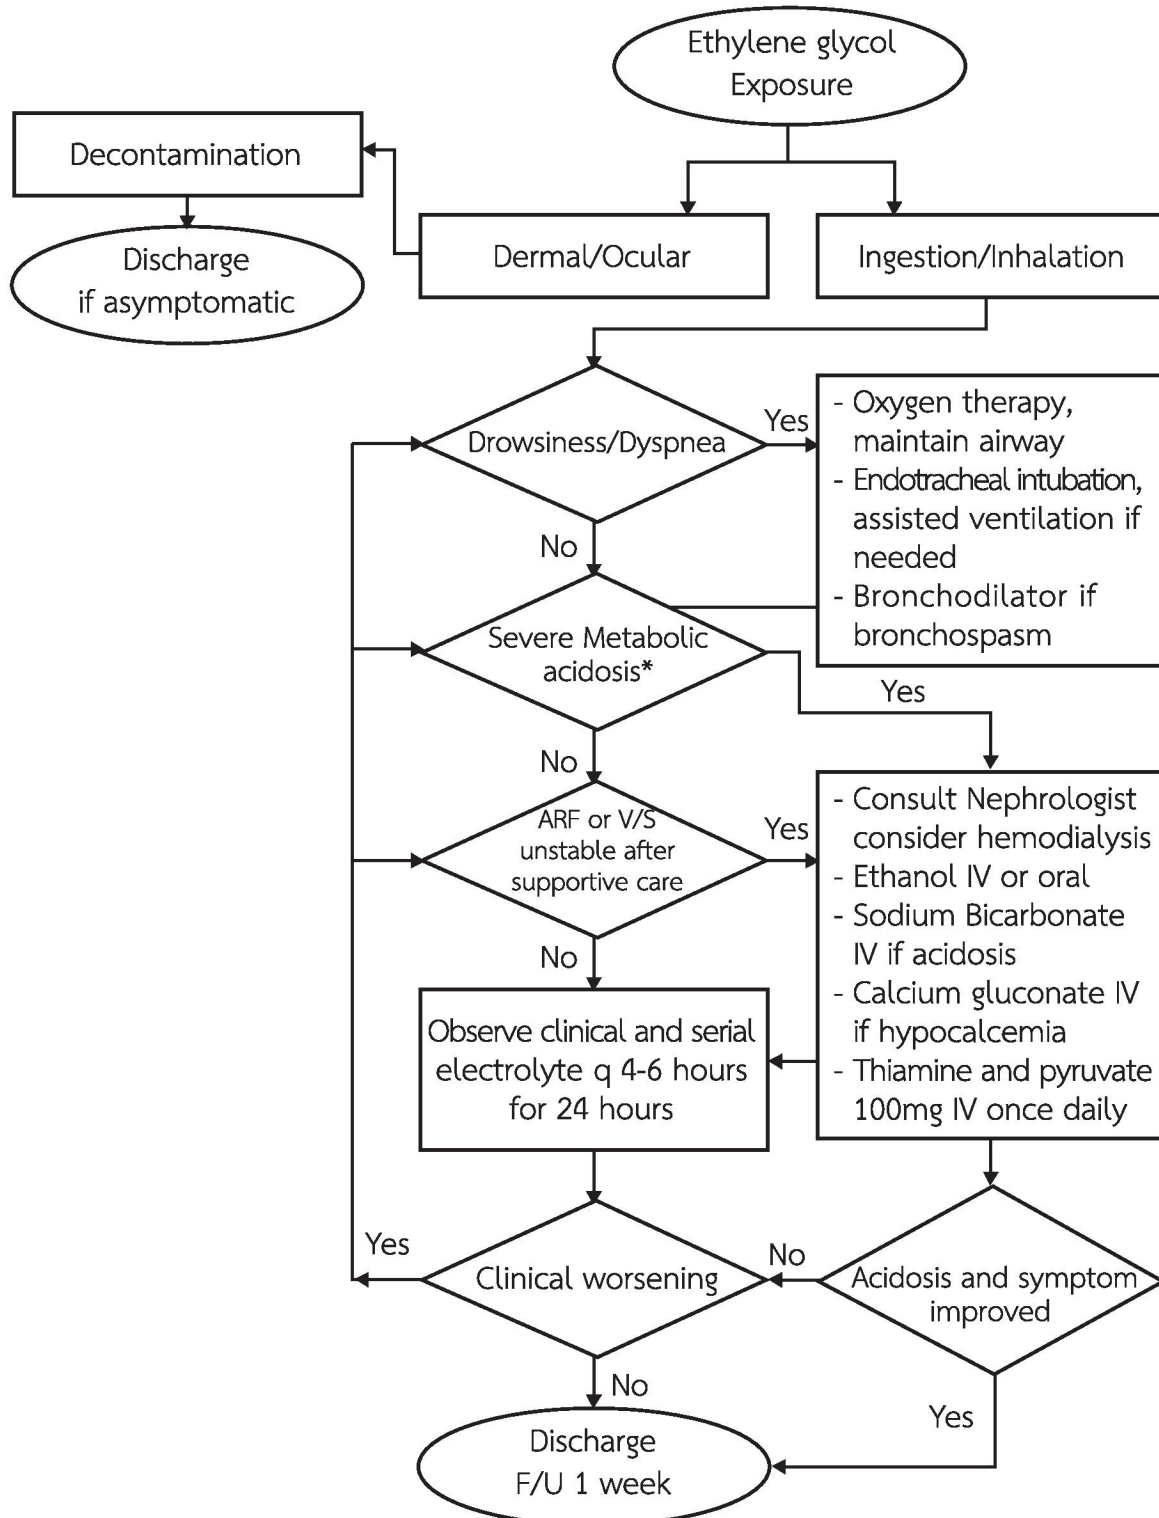 Ethylene glycol
Exposure
Decontamination
Discharge
if asymptomatic
Dermal/Ocular
Ingestion/Inhalation
Drowsiness/Dyspnea
Yes
- Oxygen therapy,
maintain airway
- Endotracheal intubation,
assisted ventilation if
needed
- Bronchodilator if
bronchospasm
No
Severe Metabolic
acidosis*
Yes
No
ARF or V/S
unstable after
supportive care
Yes
- Consult Nephrologist
consider hemodialysis
- Ethanol IV or oral
- Sodium Bicarbonate
IV if acidosis
- Calcium gluconate IV
if hypocalcemia
- Thiamine and pyruvate
100mg IV once daily
No
Observe clinical and serial
electrolyte q 4-6 hours
for 24 hours
Yes
Clinical worsening
No
Acidosis and symptom
improved
No
Yes
Discharge
F/U 1 week